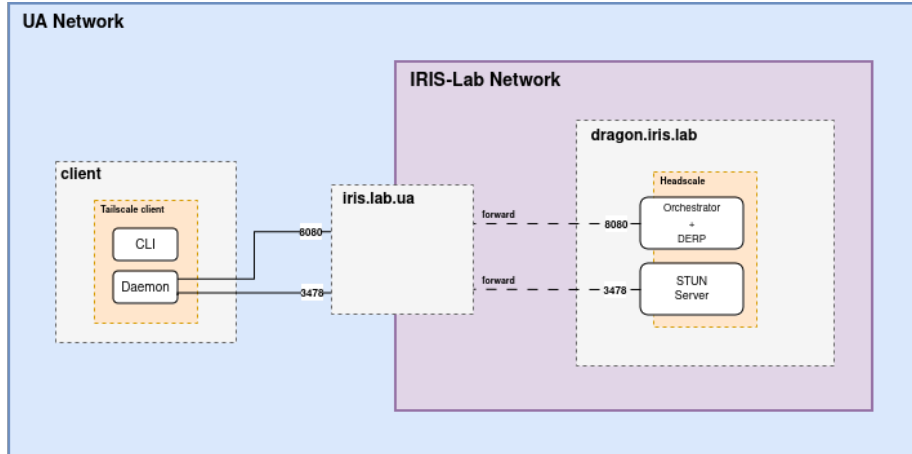 UA Network
IRIS-Lab Network
dragon.iris.lab
client
Headscale
iris.lab.ua
Tailscale client
Orchestrator
+
DERP
forward
8080
8080
CLI
Daemon
forward
3478
3478
STUN
Server